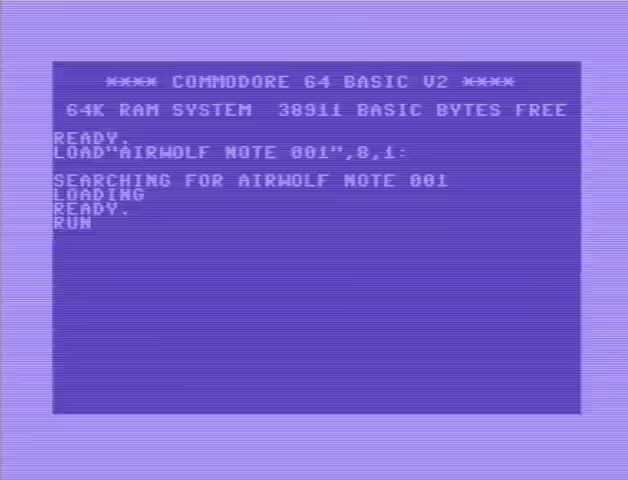 **** COMMODORE 64 BASIC V2 ****
64K RAM SYSTEM  38911 BASIC BYTES FREE
READY.
LOAD"AIRWOLF NOTE 001",8,1:
SEARCHING FOR AIRWOLF NOTE 001
LOADING
READY.
RUN